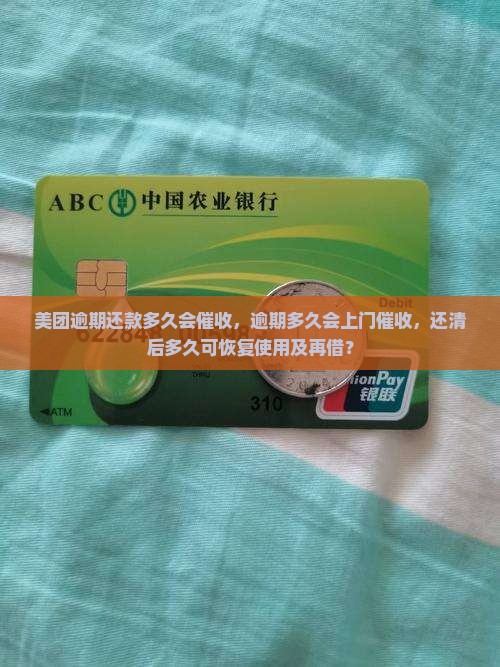 ABC 中国农业银行
Debit
美团逾期还款多久会催收，逾期多久会上门催收，还清
后多久可恢复使用及再借？
310
ionPay
银联
◄ATM